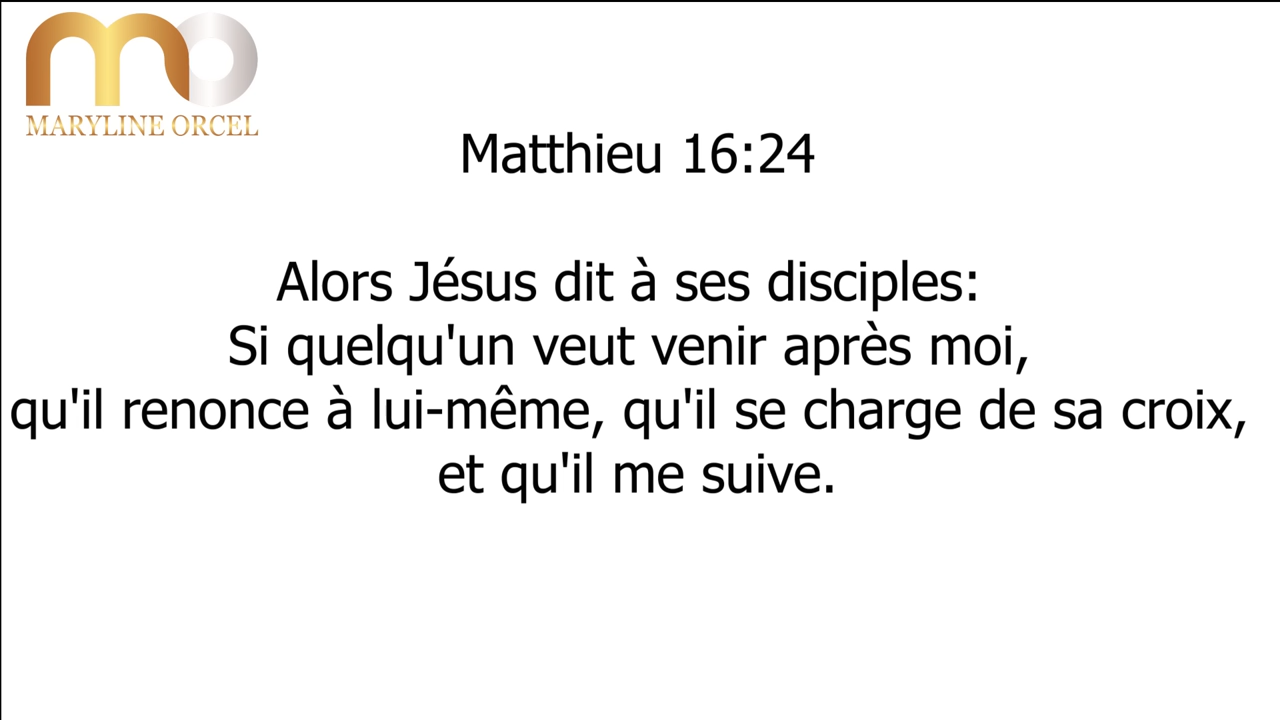 mo
MARYLINE ORCEL
Matthieu 16:24
Alors Jésus dit à ses disciples:
Si quelqu'un veut venir après moi,
qu'il renonce à lui-même, qu'il se charge de sa croix,
et qu'il me suive.